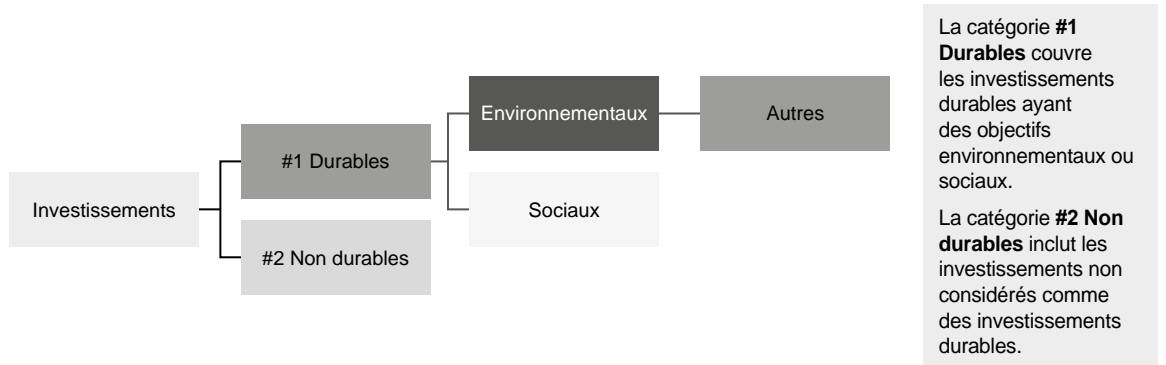 Investissements
#1 Durables
#2 Non durables
Environnementaux
Sociaux
Autres
La catégorie #1
Durables couvre
les investissements
durables ayant
des objectifs
environnementaux ou
sociaux.
La catégorie #2 Non
durables inclut les
investissements non
considérés comme
des investissements
durables.